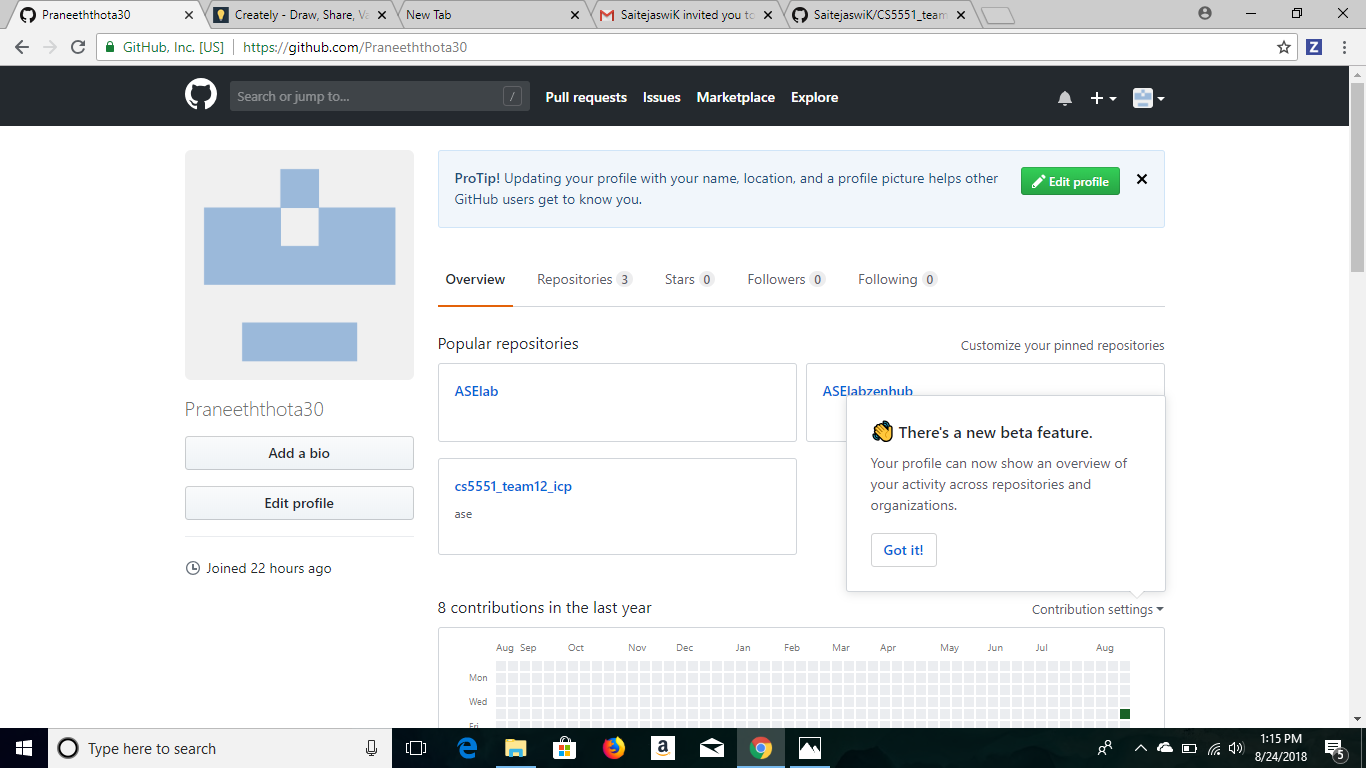 Praneeththota30
Creately - Draw, Share, Va
New Tab
SaitejaswiK invited you to
SaitejaswiK/CS5551_team
GitHub, Inc. [US]
https://github.com/Praneeththota30
Z
Search or jump to...
/
Pull requests
Issues
Marketplace
Explore
ProTip! Updating your profile with your name, location, and a profile picture helps other
GitHub users get to know you.
Edit profile
Overview
Repositories 3
Stars 0
Followers 0
Following 0
Popular repositories
Customize your pinned repositories
ASElab
ASElabzenhub
cs5551_team12_icp
ase
There's a new beta feature.
Your profile can now show an overview of
your activity across repositories and
organizations.
Got it!
Praneeththota30
Add a bio
Edit profile
Joined 22 hours ago
8 contributions in the last year
Contribution settings
Aug Sep Oct Nov Dec Jan Feb Mar Apr May Jun Jul Aug
Mon
Wed
Fri
Type here to search
a
1:15 PM
8/24/2018
5